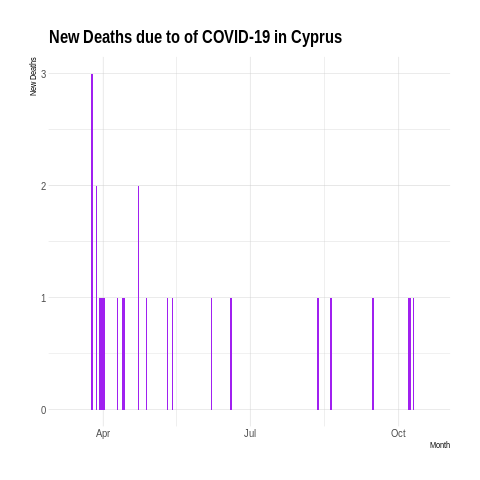 New Deaths due to of COVID-19 in Cyprus
New Deaths
3
2
1
0
Apr
Jul
Oct
Month